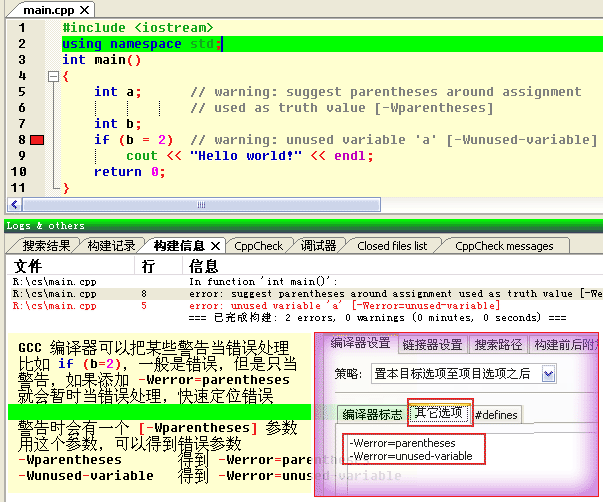 main.cpp
1 #include <iostream>
2 using namespace std;
3 int main()
4 {
5 int a; // warning: suggest parentheses around assignment
6 // used as truth value [-Wparentheses]
7 int b;
8 if (b = 2) // warning: unused variable 'a' [-Wunused-variable
9 cout << "Hello world!" << endl;
10 return 0;
11 }
Logs & others
搜索结果 构建记录 构建信息 CppCheck 调试器 Closed files list CppCheck messages
文件 行 信息
R:\cs\main.cpp In function 'int main()':
R:\cs\main.cpp 8 error: suggest parentheses around assignment used as truth value [-We
R:\cs\main.cpp 5 error: unused variable 'a' [-Werror=unused-variable]
=== 已完成构建: 2 errors, 0 warnings (0 minutes, 0 seconds) ===
GCC 编译器可以把某些警告当错误处理
比如 if (b=2), 一般是错误，但是只当
警告，如果添加 -Werror=parentheses
就会暂时当错误处理，快速定位错误
警告时会有一个 [-Wparentheses] 参数
用这个参数，可以得到错误参数
-Wparentheses 得到 -Werror=parenthe
-Wunused-variable 得到 -Werror=unused-var
编译器设置 链接器设置 搜索路径 构建前后附
策略: 置本目标选项至项目选项之后
编译器标志 其它选项 #defines
-Werror=parentheses
-Werror=unused-variable